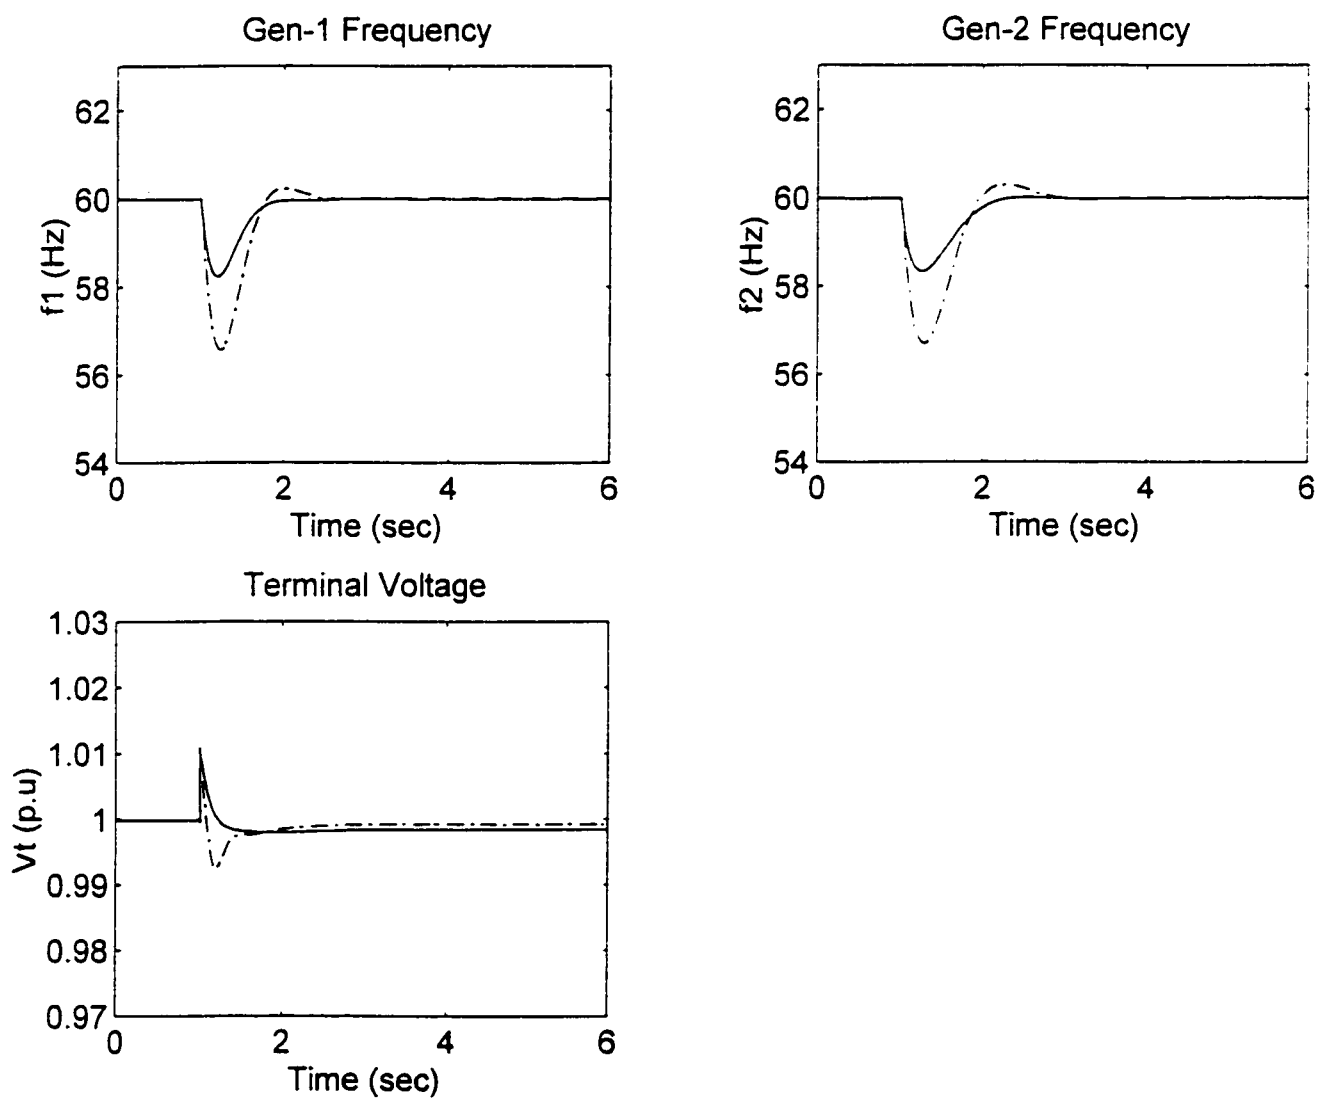 Gen-1 Frequency
62
60
58
56
54
f1 (Hz)
0 2 4 6
Time (sec)
Gen-2 Frequency
62
60
58
56
54
f2 (Hz)
0 2 4 6
Time (sec)
Terminal Voltage
1.03
1.02
1.01
1
0.99
0.98
0.97
Vt (p.u)
0 2 4 6
Time (sec)